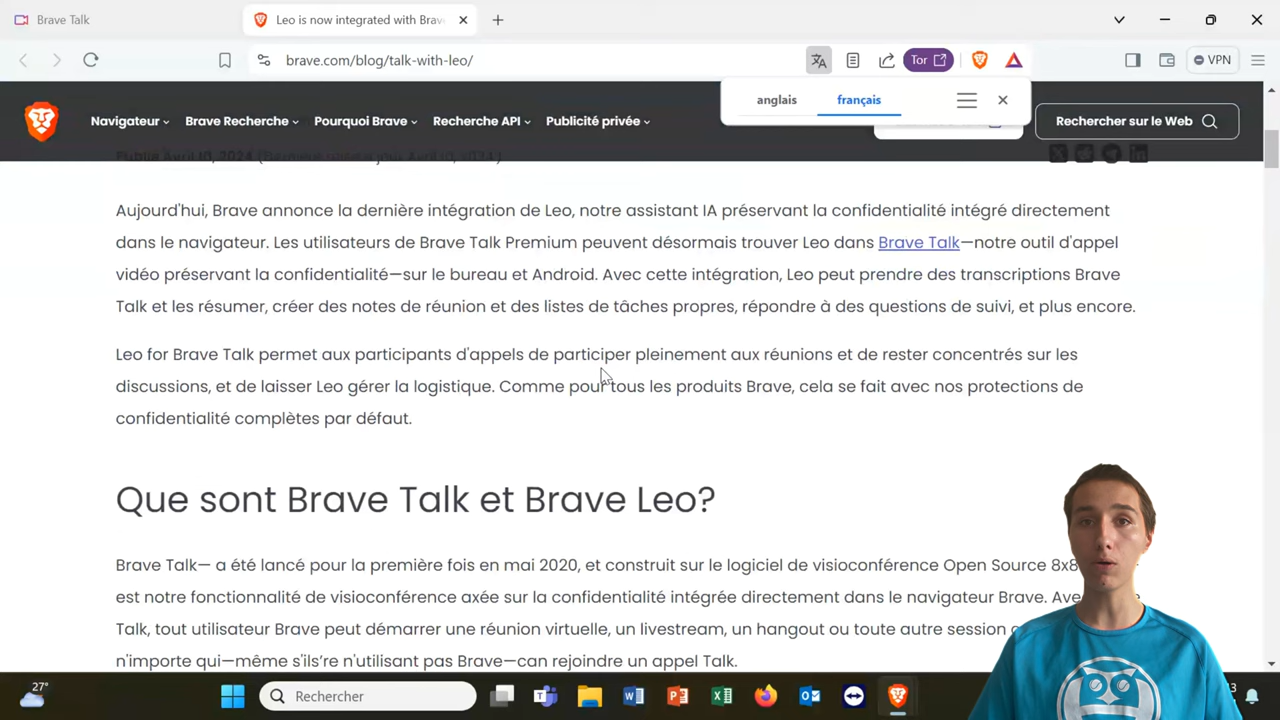 Brave Talk
Leo is now integrated with Brave
brave.com/blog/talk-with-leo/
Tor
VPN
anglais
français
Navigateur
Brave Recherche
Pourquoi Brave
Recherche API
Publicité privée
Rechercher sur le Web
Aujourd'hui, Brave annonce la dernière intégration de Leo, notre assistant IA préservant la confidentialité intégré directement
dans le navigateur. Les utilisateurs de Brave Talk Premium peuvent désormais trouver Leo dans Brave Talk—notre outil d'appel
vidéo préservant la confidentialité—sur le bureau et Android. Avec cette intégration, Leo peut prendre des transcriptions Brave
Talk et les résumer, créer des notes de réunion et des listes de tâches propres, répondre à des questions de suivi, et plus encore.
Leo for Brave Talk permet aux participants d'appels de participer pleinement aux réunions et de rester concentrés sur les
discussions, et de laisser Leo gérer la logistique. Comme pour tous les produits Brave, cela se fait avec nos protections de
confidentialité complètes par défaut.
Que sont Brave Talk et Brave Leo?
Brave Talk— a été lancé pour la première fois en mai 2020, et construit sur le logiciel de visioconférence Open Source 8x8
est notre fonctionnalité de visioconférence axée sur la confidentialité intégrée directement dans le navigateur Brave.
Talk, tout utilisateur Brave peut démarrer une réunion virtuelle, un livestream, un hangout ou toute autre session
n'importe qui—même s'ils’re n'utilisant pas Brave—can rejoindre un appel Talk.
27°
Rechercher